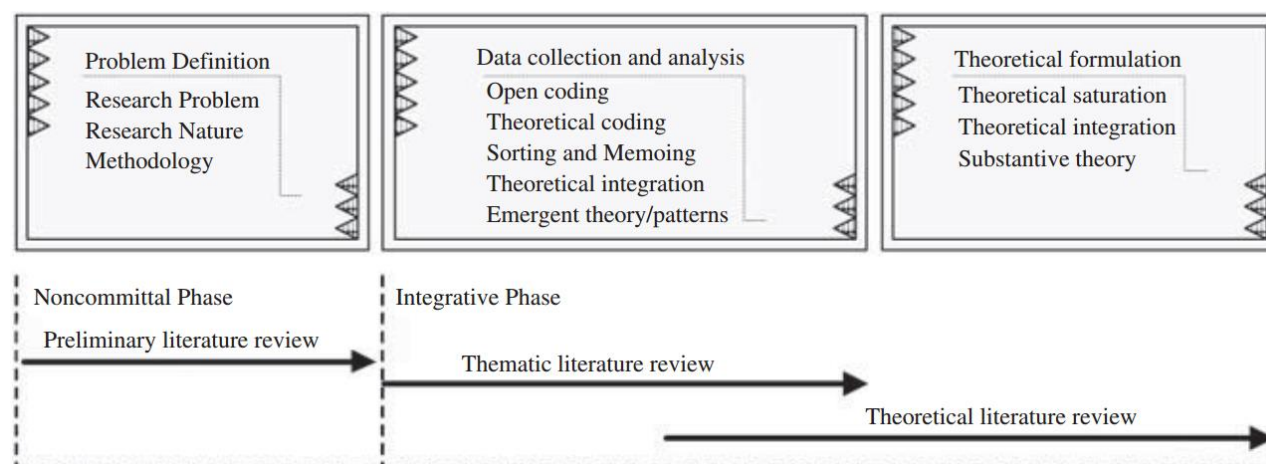 Problem Definition
Research Problem
Research Nature
Methodology
Data collection and analysis
Open coding
Theoretical coding
Sorting and Memoing
Theoretical integration
Emergent theory/patterns
Theoretical formulation
Theoretical saturation
Theoretical integration
Substantive theory
Noncommittal Phase
Integrative Phase
Preliminary literature review
Thematic literature review
Theoretical literature review